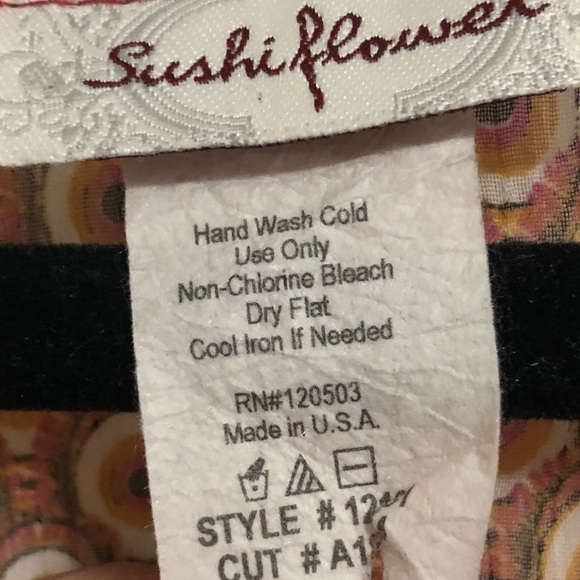 Sushiflower
Hand Wash Cold
Use Only
Non-Chlorine Bleach
Dry Flat
Cool Iron If Needed
RN#120503
Made in U.S.A.
STYLE #
CUT #